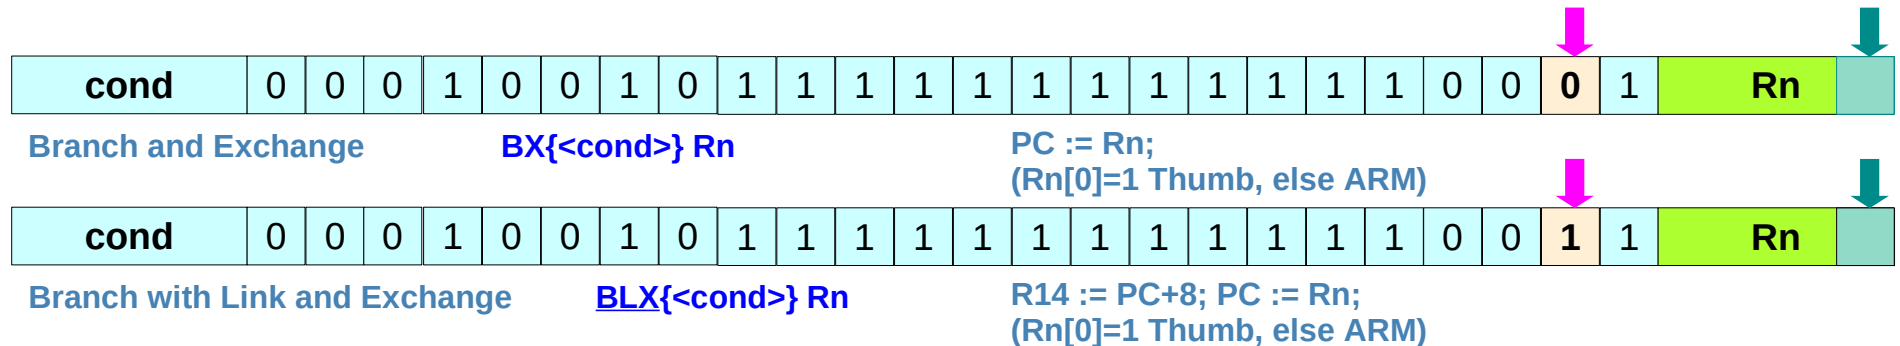 cond 0 0 0 1 0 0 1 0 1 1 1 1 1 1 1 1 1 1 1 1 0 0 0 1 Rn
Branch and Exchange BX{<cond>} Rn PC := Rn;
(Rn[0]=1 Thumb, else ARM)
cond 0 0 0 1 0 0 1 0 1 1 1 1 1 1 1 1 1 1 1 1 0 0 1 1 Rn
Branch with Link and Exchange BLX{<cond>} Rn R14 := PC+8; PC := Rn;
(Rn[0]=1 Thumb, else ARM)